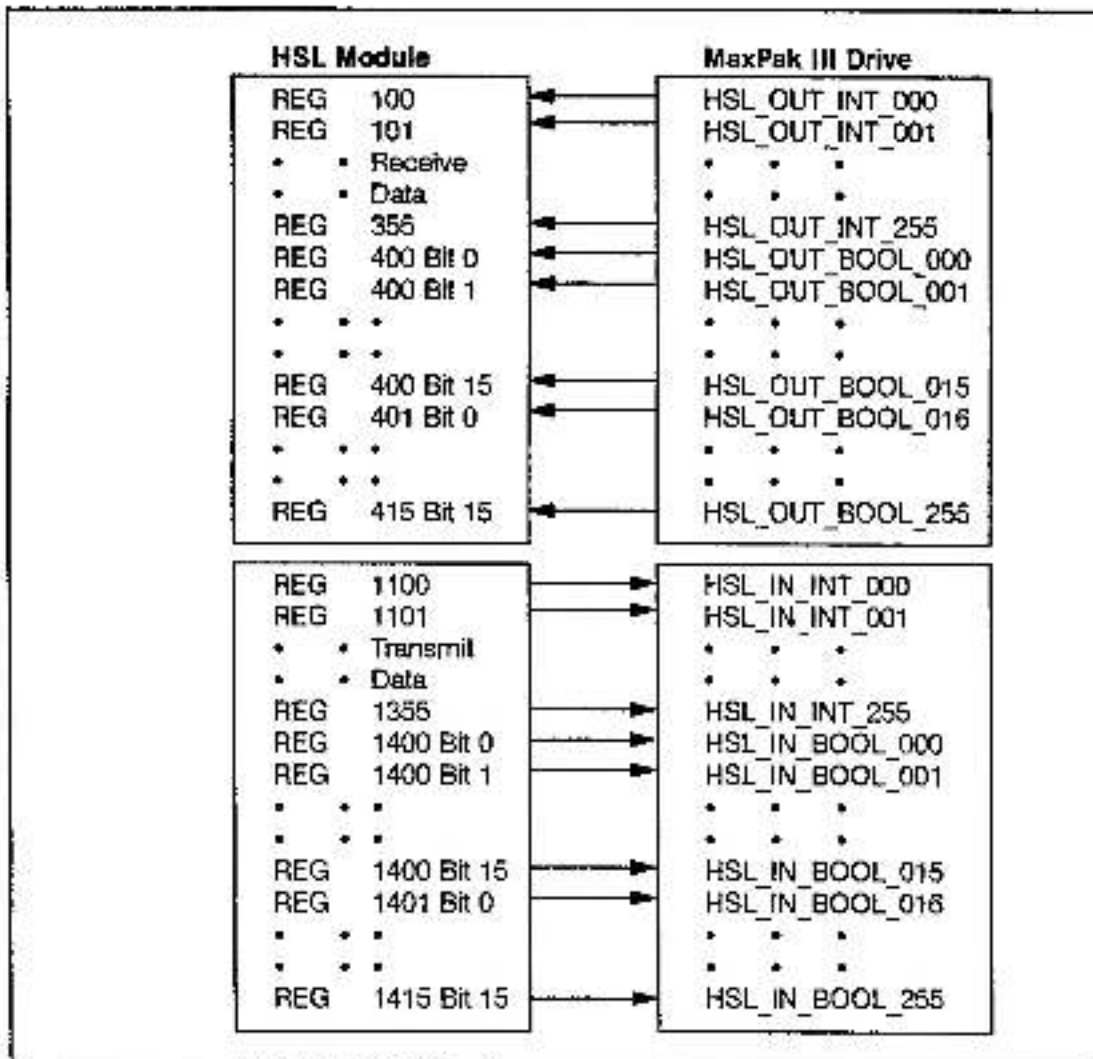 HSL Module MaxPak III Drive
REG 100 HSL_OUT_INT_000
REG 101 HSL_OUT_INT_001
• • Receive • • •
• • Data • • •
REG 355 HSL_OUT_INT_255
REG 400 Bit 0 HSL_OUT_BOOL_000
REG 400 Bit 1 HSL_OUT_BOOL_001
• • • • • •
• • • • • •
REG 400 Bit 15 HSL_OUT_BOOL_015
REG 401 Bit 0 HSL_OUT_BOOL_016
• • • • • •
• • • • • •
REG 415 Bit 15 HSL_OUT_BOOL_255
REG 1100 HSL_IN_INT_000
REG 1101 HSL_IN_INT_001
• • Transmit • • •
• • Data • • •
REG 1355 HSL_IN_INT_255
REG 1400 Bit 0 HSL_IN_BOOL_000
REG 1400 Bit 1 HSL_IN_BOOL_001
• • • • • •
• • • • • •
REG 1400 Bit 15 HSL_IN_BOOL_015
REG 1401 Bit 0 HSL_IN_BOOL_016
• • • • • •
• • • • • •
REG 1415 Bit 15 HSL_IN_BOOL_255